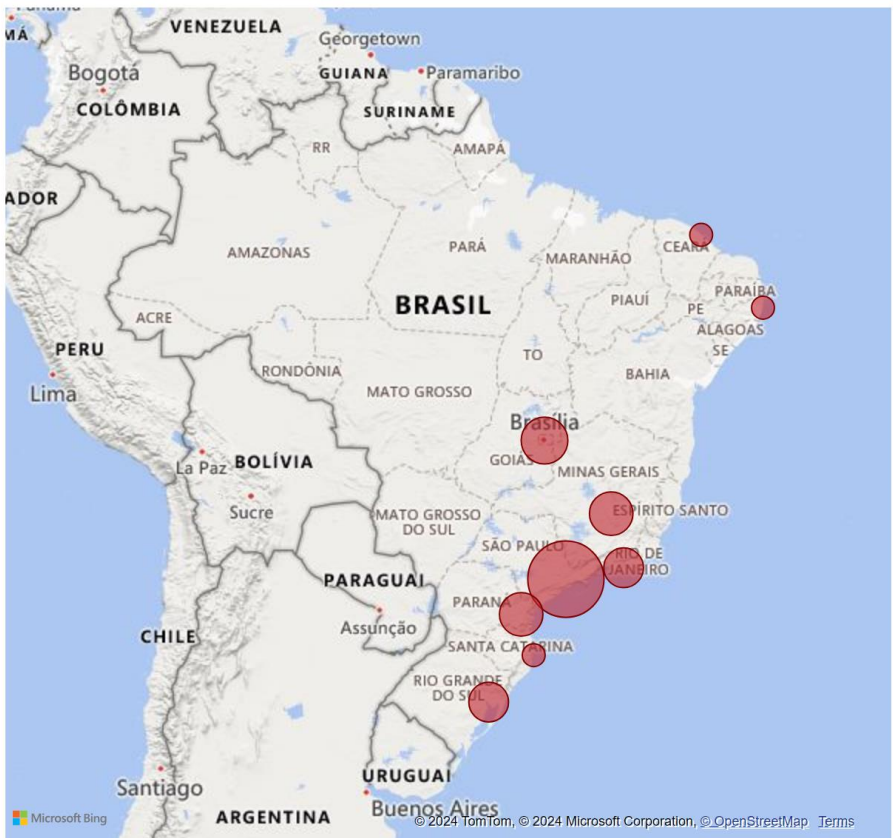 Panamá
MÁ
VENEZUELA
Georgetown
Bogotá
GUIANA
Paramaribo
COLÔMBIA
SURINAME
RR
AMAPÁ
ADOR
AMAZONAS
PARÁ
CEARÁ
MARANHÃO
BRASIL
PIAUÍ
PARAÍBA
PE
ACRE
ALAGOAS
PERU
SE
TO
RONDÔNIA
BAHIA
Lima
MATO GROSSO
Brasília
La Paz
BOLÍVIA
GOIÁS
MINAS GERAIS
Sucre
MATO GROSSO
DO SUL
ESPÍRITO SANTO
SÃO PAULO
RIO DE
JANEIRO
PARAGUAI
PARANÁ
Assunção
CHILE
SANTA CATARINA
RIO GRANDE
DO SUL
URUGUAI
Santiago
Buenos Aires
ARGENTINA
Microsoft Bing
© 2024 TomTom, © 2024 Microsoft Corporation, © OpenStreetMap Terms